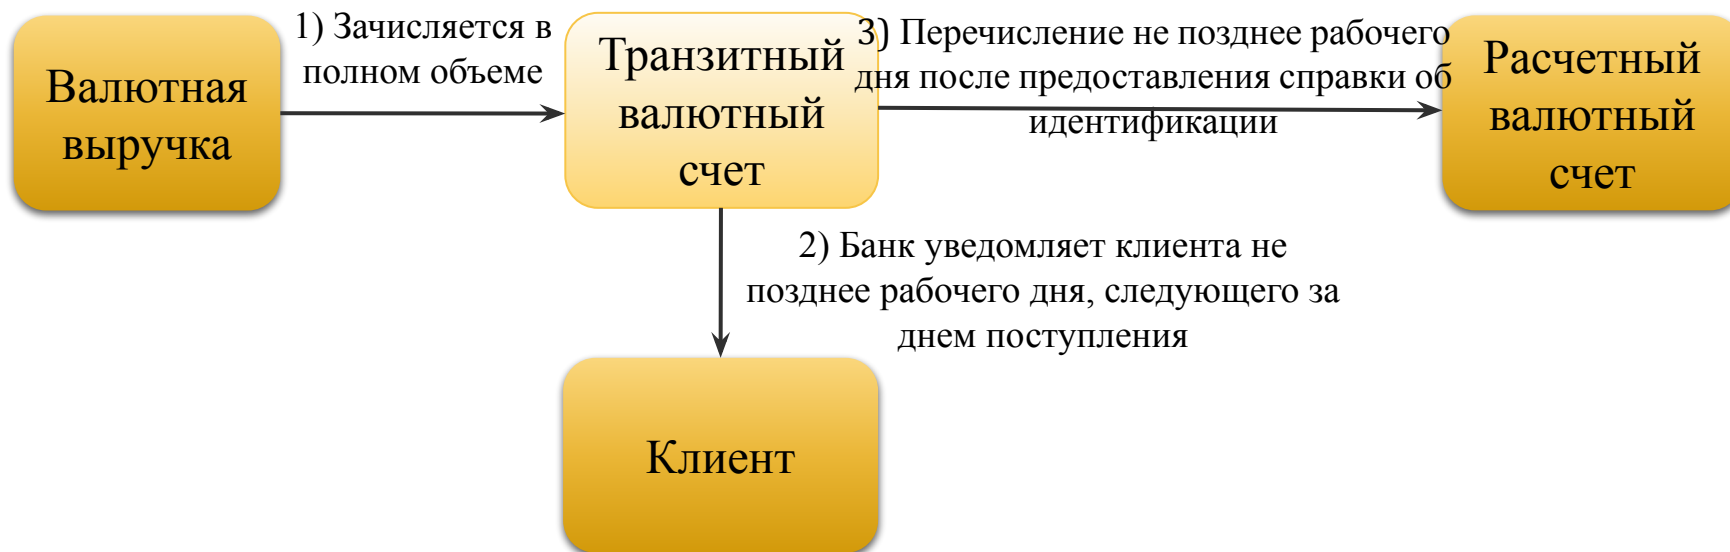 Валютная
выручка
1) Зачисляется в
полном объеме
Транзитный
валютный
счет
3) Перечисление не позднее рабочего
дня после предоставления справки об
идентификации
Расчетный
валютный
счет
2) Банк уведомляет клиента не
позднее рабочего дня, следующего за
днем поступления
Клиент